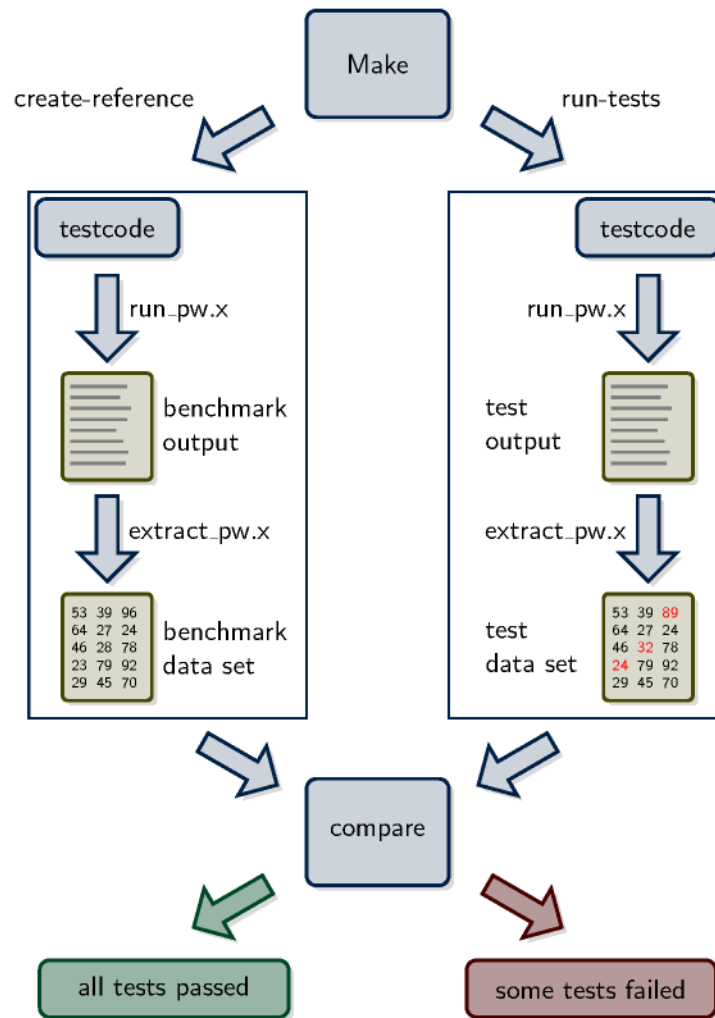 Make
create-reference
run-tests
testcode
run_pw.x
benchmark
output
extract_pw.x
53 39 96
64 27 24
46 28 78
23 79 92
29 45 70
benchmark
data set
testcode
run_pw.x
test
output
extract_pw.x
test
data set
53 39 89
64 27 24
46 32 78
24 79 92
29 45 70
compare
all tests passed
some tests failed